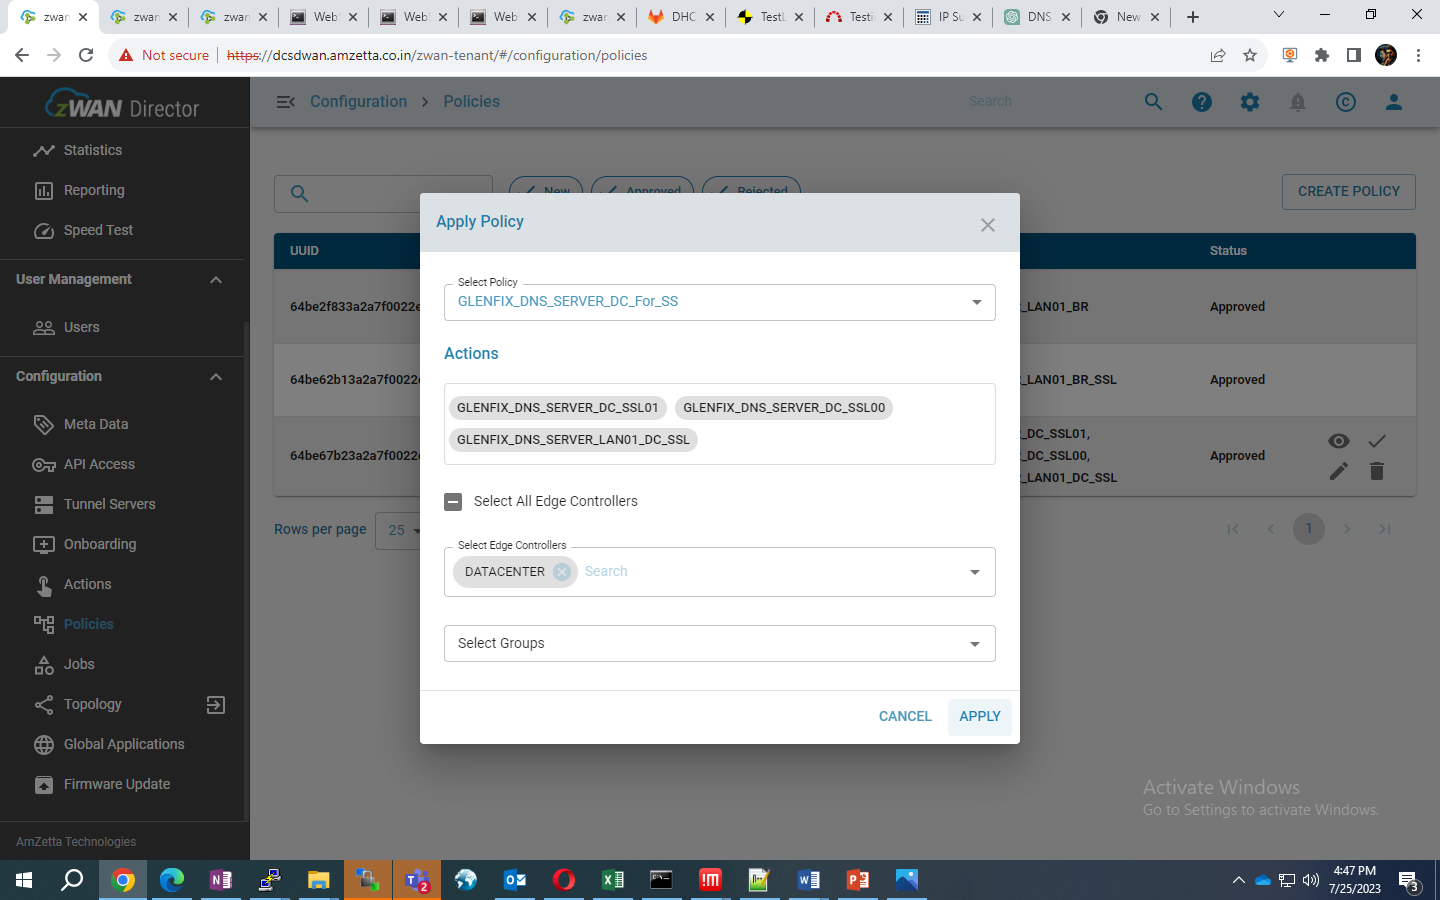 zwar
zwar
zwar
Web
Web
Web
zwar
DHC
Test
Testi
IP Su
DNS
New
Not secure
https://dcsdwan.amzetta.co.in/zwan-tenant/#/configuration/policies
zWAN Director
Configuration
Policies
Search
Statistics
Reporting
Speed Test
User Management
Users
Configuration
Meta Data
API Access
Tunnel Servers
Onboarding
Actions
Policies
Jobs
Topology
Global Applications
Firmware Update
AmZetta Technologies
New
Approved
Rejected
CREATE POLICY
UUID
Status
64be2f833a2a7f0022e
_LAN01_BR
Approved
64be62b13a2a7f0022
_LAN01_BR_SSL
Approved
64be67b23a2a7f0022
_DC_SSL01,
_DC_SSL00,
_LAN01_DC_SSL
Approved
Rows per page
25
1
Apply Policy
Select Policy
GLENFIX_DNS_SERVER_DC_For_SS
Actions
GLENFIX_DNS_SERVER_DC_SSL01
GLENFIX_DNS_SERVER_DC_SSL00
GLENFIX_DNS_SERVER_LAN01_DC_SSL
Select All Edge Controllers
Select Edge Controllers
DATACENTER
Search
Select Groups
CANCEL
APPLY
Activate Windows
Go to Settings to activate Windows.
2
4:47 PM
7/25/2023
3